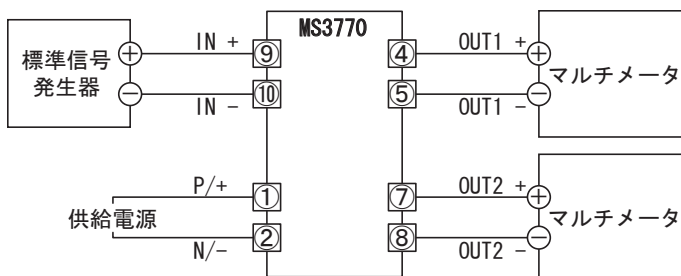 MS3770
標準信号
発生器
IN +
⑨
④
OUT1 +
マルチメータ
IN -
⑩
⑤
OUT1 -
P/+
①
⑦
OUT2 +
供給電源
マルチメータ
N/-
②
⑧
OUT2 -